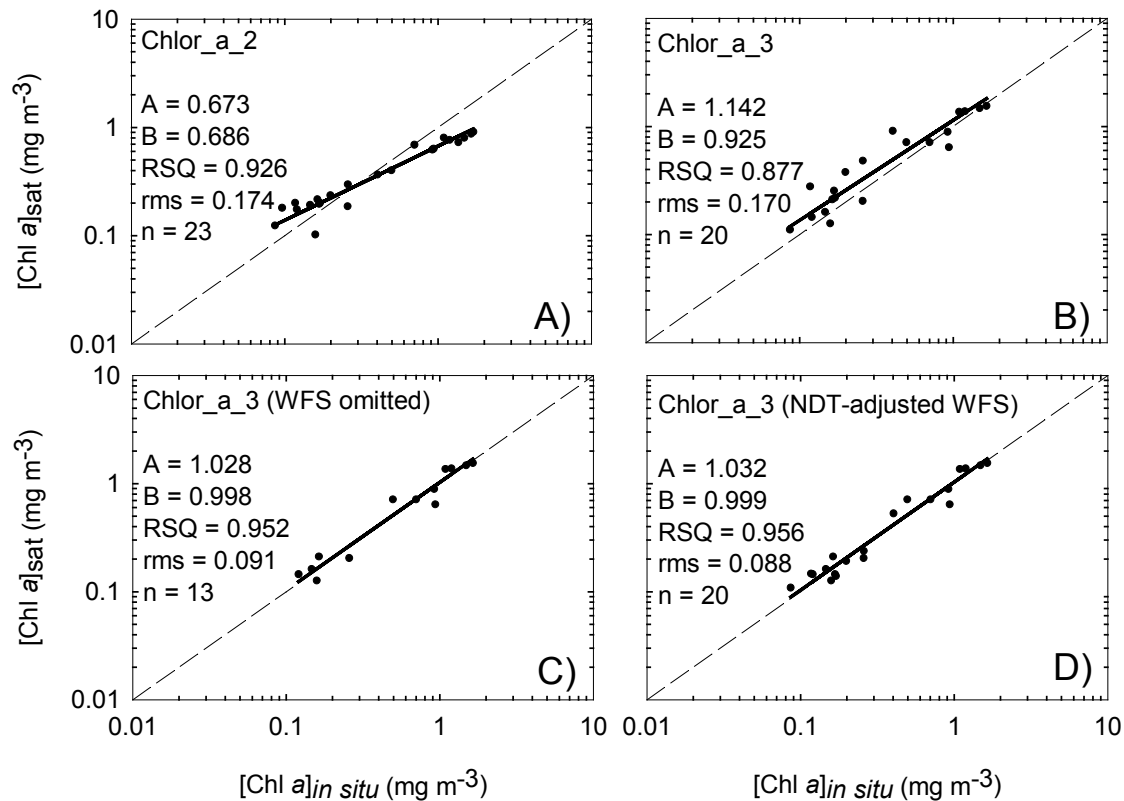 10
Chlor_a_2
A = 0.673
B = 0.686
RSQ = 0.926
rms = 0.174
n = 23
1
0.1
0.01
[Chl a]sat (mg m-3)
A)
Chlor_a_3
A = 1.142
B = 0.925
RSQ = 0.877
rms = 0.170
n = 20
B)
10
Chlor_a_3 (WFS omitted)
A = 1.028
B = 0.998
RSQ = 0.952
rms = 0.091
n = 13
1
0.1
0.01
[Chl a]sat (mg m-3)
C)
0.01 0.1 1 10
[Chl a]in situ (mg m-3)
Chlor_a_3 (NDT-adjusted WFS)
A = 1.032
B = 0.999
RSQ = 0.956
rms = 0.088
n = 20
D)
0.01 0.1 1 10
[Chl a]in situ (mg m-3)